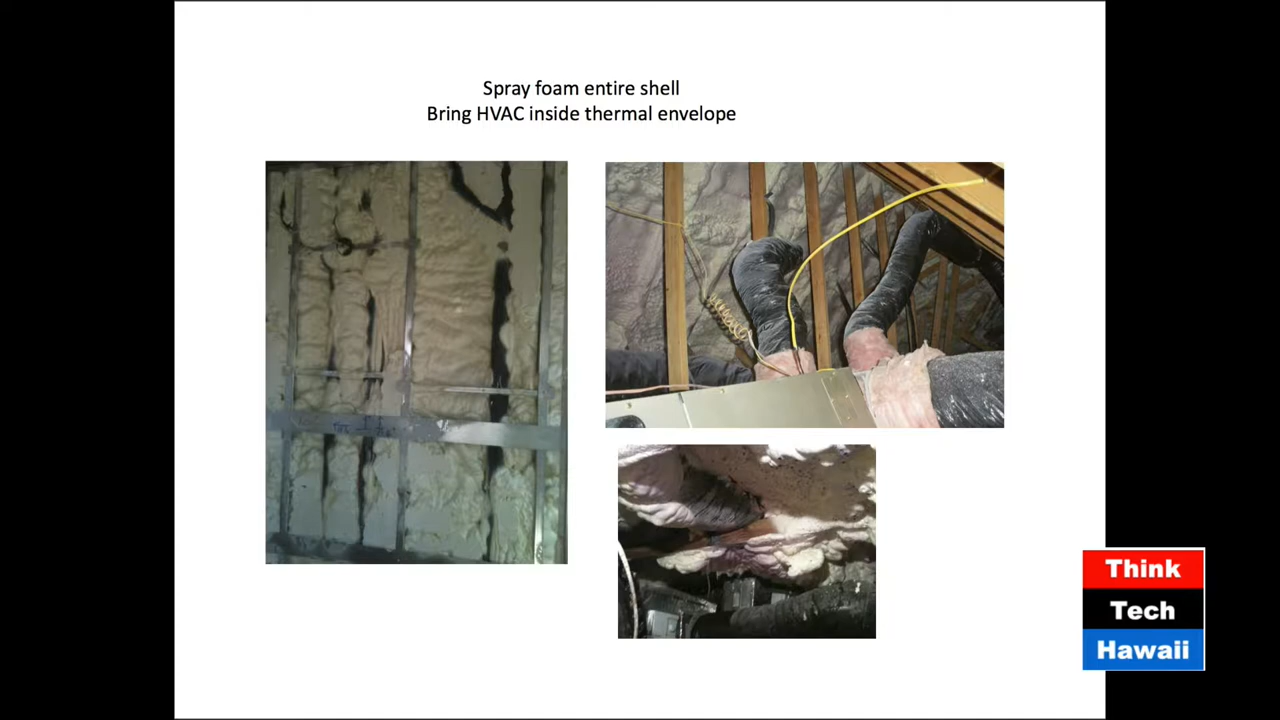 Spray foam entire shell
Bring HVAC inside thermal envelope
Think
Tech
Hawaii